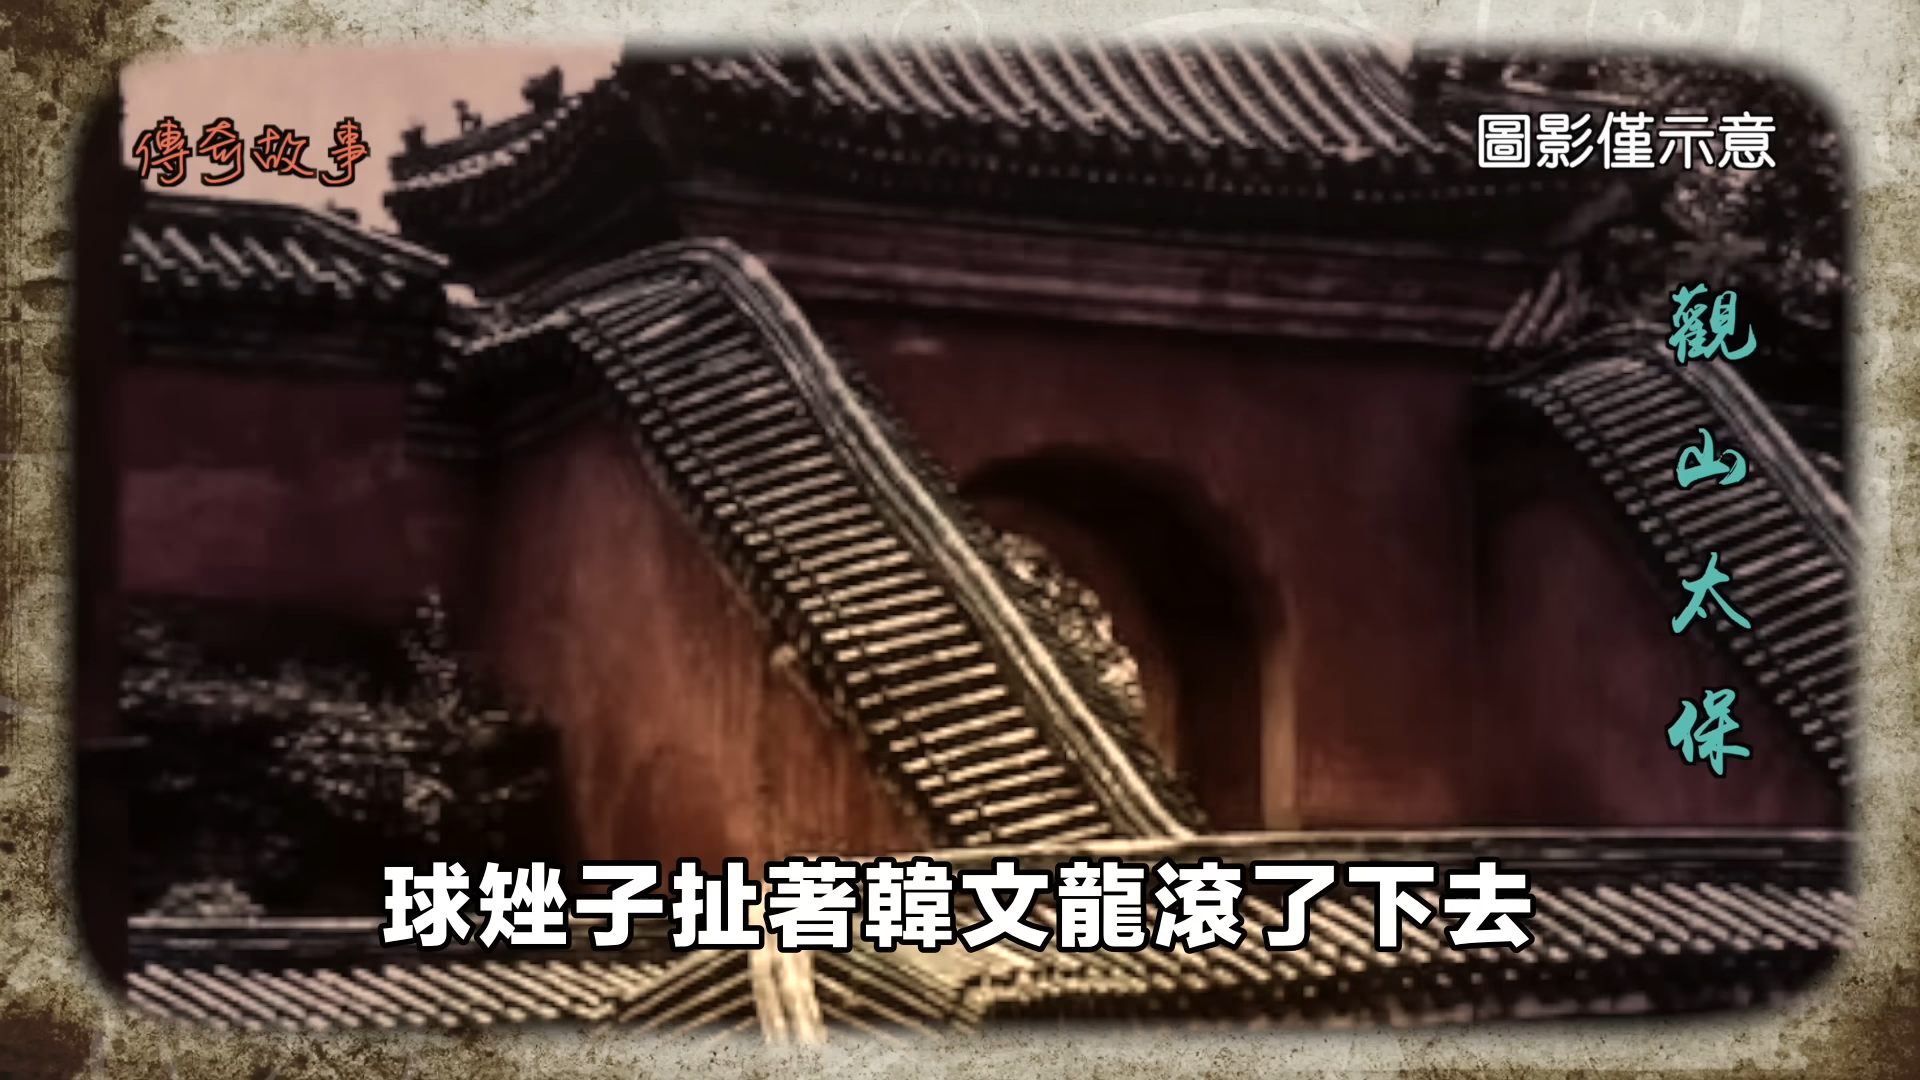 傳奇故事
圖影僅示意
觀山太保
球矬子扯著韓文龍滾了下去